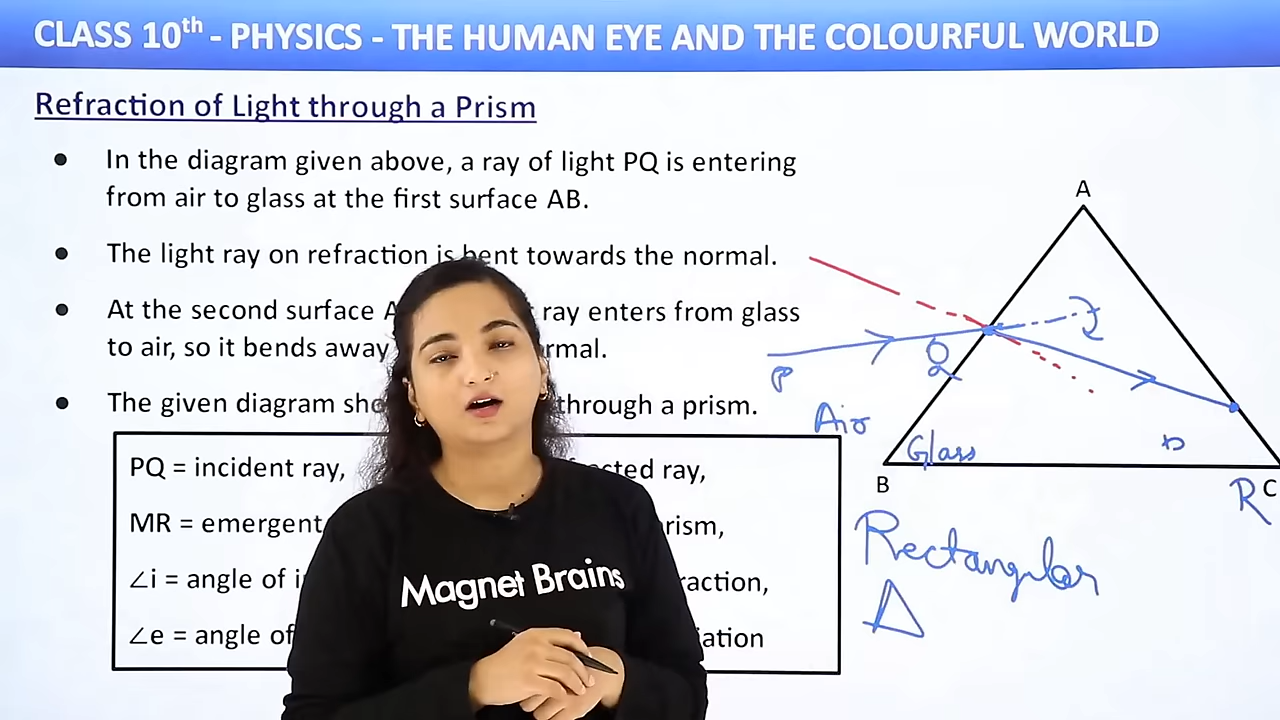 CLASS 10th - PHYSICS - THE HUMAN EYE AND THE COLOURFUL WORLD
Refraction of Light through a Prism
• In the diagram given above, a ray of light PQ is entering
from air to glass at the first surface AB.
• The light ray on refraction is bent towards the normal.
• At the second surface A ray enters from glass
to air, so it bends away rmal.
• The given diagram sho through a prism.
PQ = incident ray, cted ray,
MR = emergent rism,
∠i = angle of i raction,
∠e = angle of iation
Magnet Brains
A
P
Q
Air
Glass
B
R
C
Rectangular